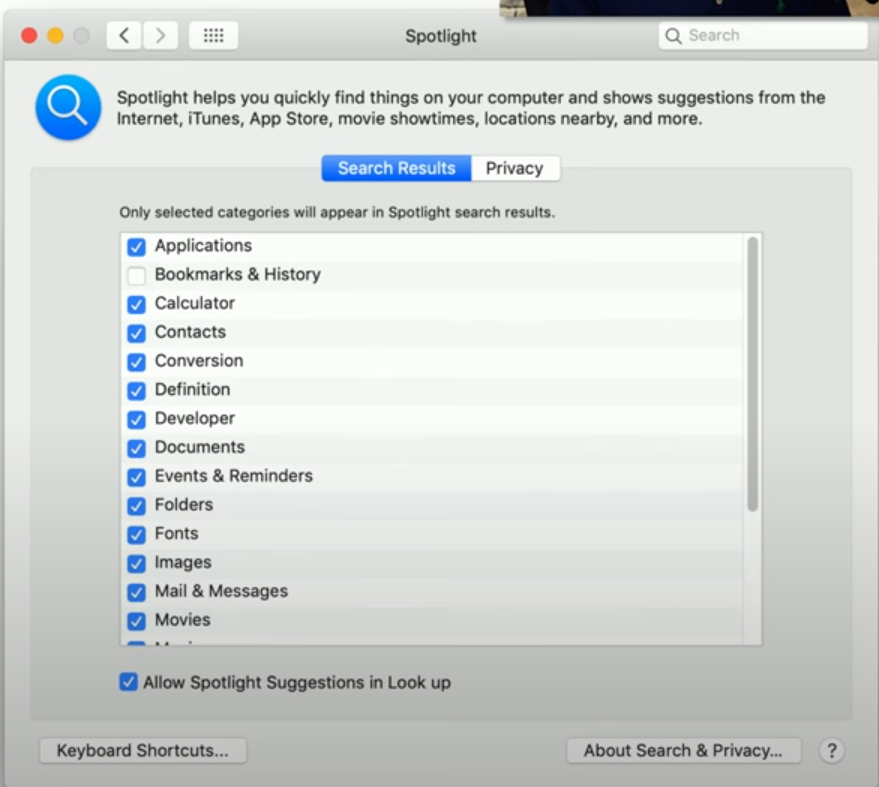 Spotlight
Search
Spotlight helps you quickly find things on your computer and shows suggestions from the
Internet, iTunes, App Store, movie showtimes, locations nearby, and more.
Search Results
Privacy
Only selected categories will appear in Spotlight search results.
Applications
Bookmarks & History
Calculator
Contacts
Conversion
Definition
Developer
Documents
Events & Reminders
Folders
Fonts
Images
Mail & Messages
Movies
Allow Spotlight Suggestions in Look up
Keyboard Shortcuts...
About Search & Privacy...
?